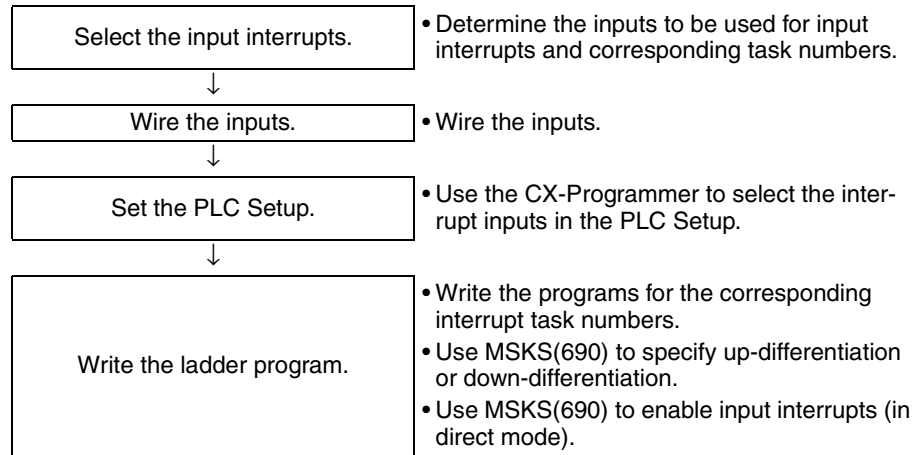 Select the input interrupts.
• Determine the inputs to be used for input
interrupts and corresponding task numbers.
↓
Wire the inputs.
• Wire the inputs.
↓
Set the PLC Setup.
• Use the CX-Programmer to select the inter-
rupt inputs in the PLC Setup.
↓
Write the ladder program.
• Write the programs for the corresponding
interrupt task numbers.
• Use MSKS(690) to specify up-differentiation
or down-differentiation.
• Use MSKS(690) to enable input interrupts (in
direct mode).